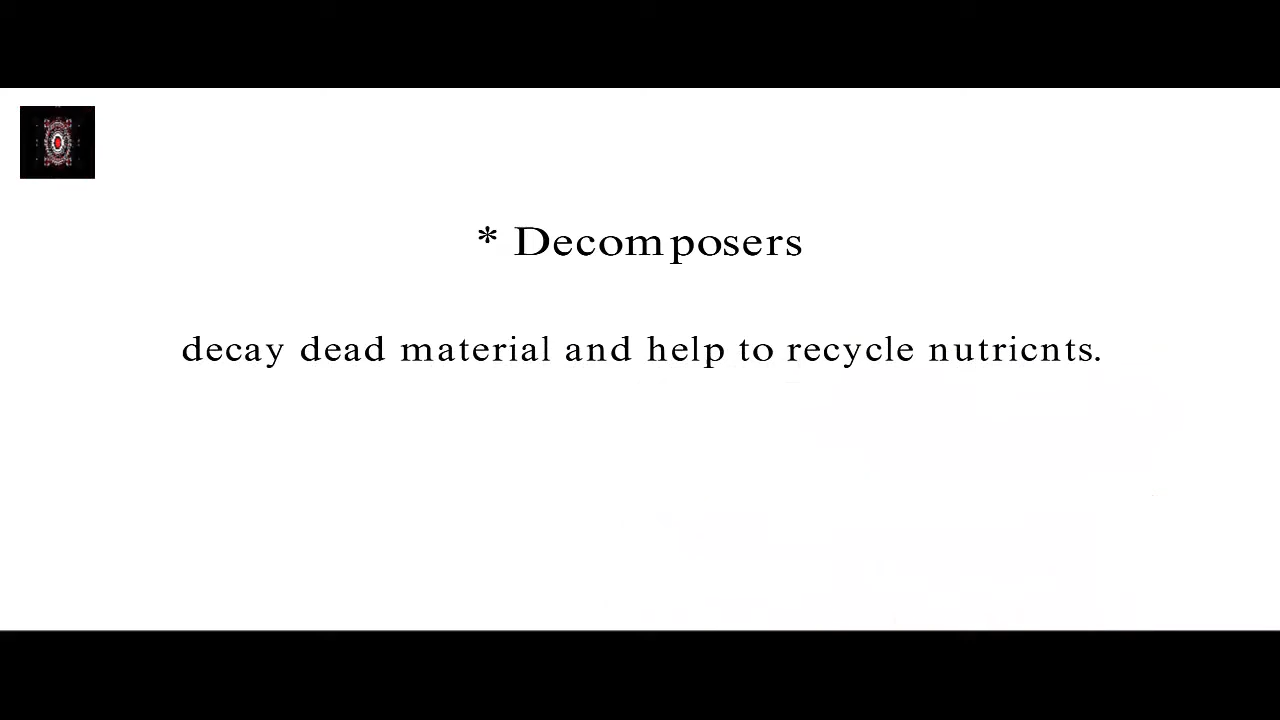 * Decomposers
decay dead material and help to recycle nutricnts.